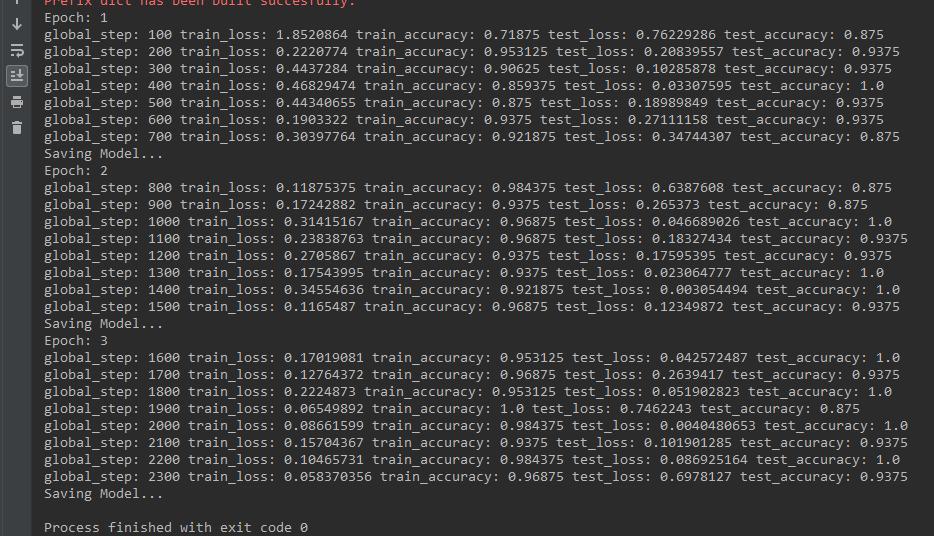 Prefix dict has been built succesfully.
Epoch: 1
global_step: 100 train_loss: 1.8520864 train_accuracy: 0.71875 test_loss: 0.76229286 test_accuracy: 0.875
global_step: 200 train_loss: 0.2220774 train_accuracy: 0.953125 test_loss: 0.20839557 test_accuracy: 0.9375
global_step: 300 train_loss: 0.4437284 train_accuracy: 0.90625 test_loss: 0.10285878 test_accuracy: 0.9375
global_step: 400 train_loss: 0.46829474 train_accuracy: 0.859375 test_loss: 0.03307595 test_accuracy: 1.0
global_step: 500 train_loss: 0.44340655 train_accuracy: 0.875 test_loss: 0.18989849 test_accuracy: 0.9375
global_step: 600 train_loss: 0.1903322 train_accuracy: 0.9375 test_loss: 0.27111158 test_accuracy: 0.9375
global_step: 700 train_loss: 0.30397764 train_accuracy: 0.921875 test_loss: 0.34744307 test_accuracy: 0.875
Saving Model...
Epoch: 2
global_step: 800 train_loss: 0.11875375 train_accuracy: 0.984375 test_loss: 0.6387608 test_accuracy: 0.875
global_step: 900 train_loss: 0.17242882 train_accuracy: 0.9375 test_loss: 0.265373 test_accuracy: 0.875
global_step: 1000 train_loss: 0.31415167 train_accuracy: 0.96875 test_loss: 0.046689026 test_accuracy: 1.0
global_step: 1100 train_loss: 0.23838763 train_accuracy: 0.96875 test_loss: 0.18327434 test_accuracy: 0.9375
global_step: 1200 train_loss: 0.2705867 train_accuracy: 0.9375 test_loss: 0.17595395 test_accuracy: 0.9375
global_step: 1300 train_loss: 0.17543995 train_accuracy: 0.9375 test_loss: 0.023064777 test_accuracy: 1.0
global_step: 1400 train_loss: 0.34554636 train_accuracy: 0.921875 test_loss: 0.003054494 test_accuracy: 1.0
global_step: 1500 train_loss: 0.1165487 train_accuracy: 0.96875 test_loss: 0.12349872 test_accuracy: 0.9375
Saving Model...
Epoch: 3
global_step: 1600 train_loss: 0.17019081 train_accuracy: 0.953125 test_loss: 0.042572487 test_accuracy: 1.0
global_step: 1700 train_loss: 0.12764372 train_accuracy: 0.96875 test_loss: 0.2639417 test_accuracy: 0.9375
global_step: 1800 train_loss: 0.2224873 train_accuracy: 0.953125 test_loss: 0.051902823 test_accuracy: 1.0
global_step: 1900 train_loss: 0.06549892 train_accuracy: 1.0 test_loss: 0.7462243 test_accuracy: 0.875
global_step: 2000 train_loss: 0.08661599 train_accuracy: 0.984375 test_loss: 0.0040480653 test_accuracy: 1.0
global_step: 2100 train_loss: 0.15704367 train_accuracy: 0.9375 test_loss: 0.101901285 test_accuracy: 0.9375
global_step: 2200 train_loss: 0.10465731 train_accuracy: 0.984375 test_loss: 0.086925164 test_accuracy: 1.0
global_step: 2300 train_loss: 0.058370356 train_accuracy: 0.96875 test_loss: 0.6978127 test_accuracy: 0.9375
Saving Model...
Process finished with exit code 0